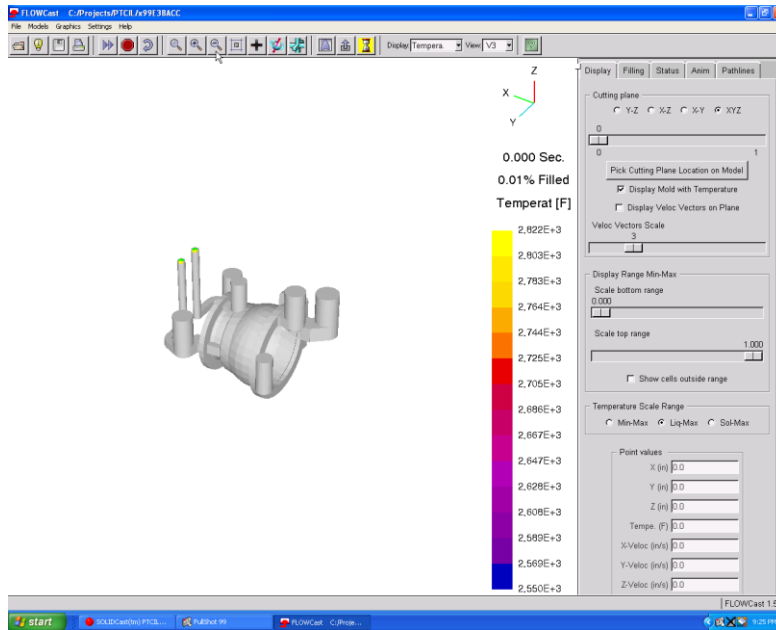 FLOWCast C:/Projects/PTCIL/x99E3BACC
File Models Graphics Settings Help
Display: Tempera. View: V3
Z
X
Y
0.000 Sec.
0.01% Filled
Temperat [F]
2,822E+3
2,803E+3
2,783E+3
2,764E+3
2,744E+3
2,725E+3
2,705E+3
2,686E+3
2,667E+3
2,647E+3
2,628E+3
2,608E+3
2,589E+3
2,569E+3
2,550E+3
Display Filling Status Anim Pathlines
Cutting plane
Y-Z X-Z X-Y XYZ
0
0 1
Pick Cutting Plane Location on Model
Display Mold with Temperature
Display Veloc Vectors on Plane
Veloc Vectors Scale
3
Display Range Min-Max
Scale bottom range
0.000
Scale top range
1.000
Show cells outside range
Temperature Scale Range
Min-Max Liq-Max Sol-Max
Point values
X (in) 0.0
Y (in) 0.0
Z (in) 0.0
Tempe. (F) 0.0
X-Veloc (in/s) 0.0
Y-Veloc (in/s) 0.0
Z-Veloc (in/s) 0.0
FLOWCast 1.5
start SOLIDCast(tm) PTCIL... FullShot 99 FLOWCast C:/Proje... 9:25 PM